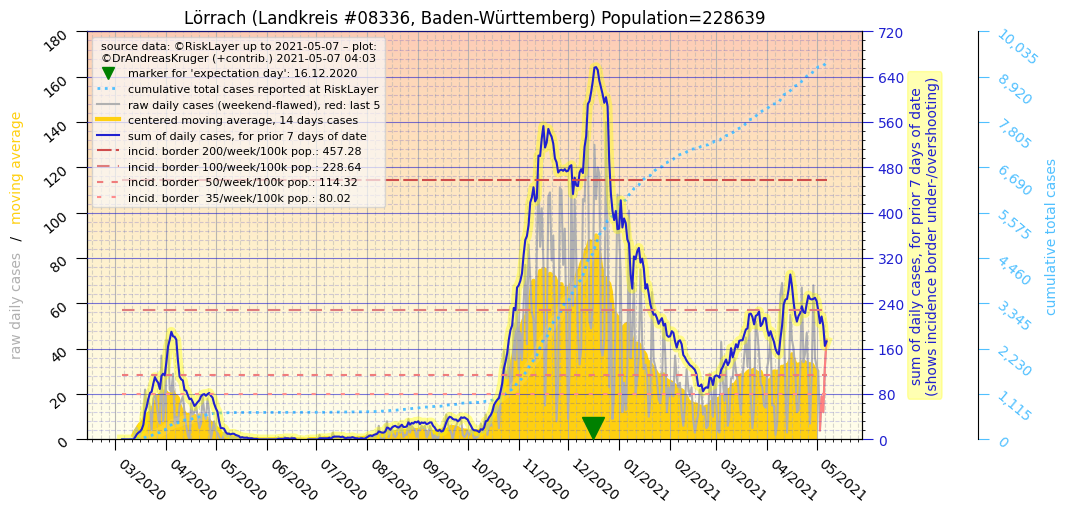 Lörrach (Landkreis #08336, Baden-Württemberg) Population=228639
source data: ©RiskLayer up to 2021-05-07 – plot:
©DrAndreasKruger (+contrib.) 2021-05-07 04:03
marker for 'expectation day': 16.12.2020
cumulative total cases reported at RiskLayer
raw daily cases (weekend-flawed), red: last 5
centered moving average, 14 days cases
sum of daily cases, for prior 7 days of date
incid. border 200/week/100k pop.: 457.28
incid. border 100/week/100k pop.: 228.64
incid. border  50/week/100k pop.: 114.32
incid. border  35/week/100k pop.: 80.02
raw daily cases / moving average
180
160
140
120
100
80
60
40
20
0
03/2020
04/2020
05/2020
06/2020
07/2020
08/2020
09/2020
10/2020
11/2020
12/2020
01/2021
02/2021
03/2021
04/2021
05/2021
720
640
560
480
400
320
240
160
80
0
sum of daily cases, for prior 7 days of date
(shows incidence border under-/overshooting)
10,035
8,920
7,805
6,690
5,575
4,460
3,345
2,230
1,115
0
cumulative total cases